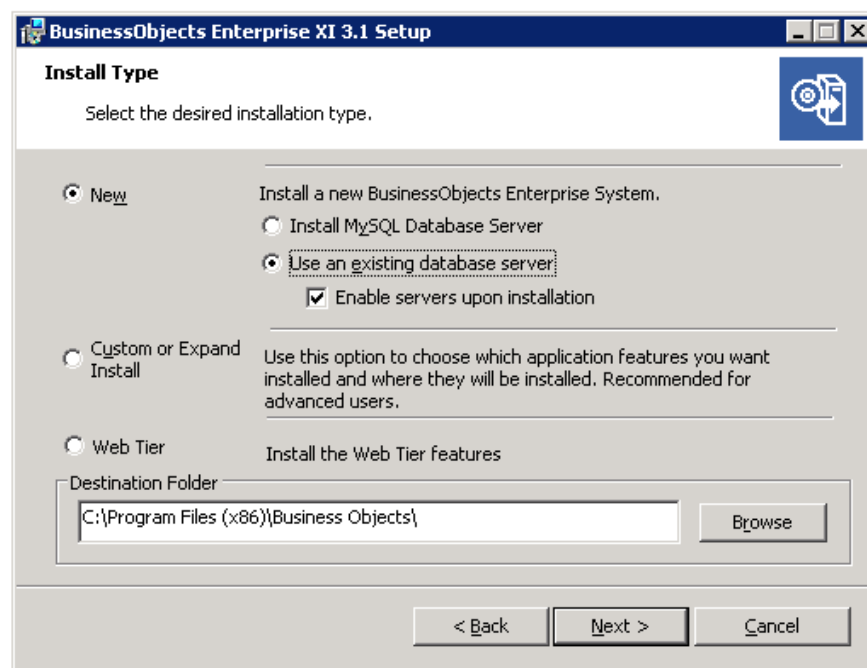 BusinessObjects Enterprise XI 3.1 Setup
Install Type
Select the desired installation type.
New
Install a new BusinessObjects Enterprise System.
Install MySQL Database Server
Use an existing database server
Enable servers upon installation
Custom or Expand
Install
Use this option to choose which application features you want
installed and where they will be installed. Recommended for
advanced users.
Web Tier
Install the Web Tier features
Destination Folder
C:\Program Files (x86)\Business Objects\
Browse
< Back
Next >
Cancel